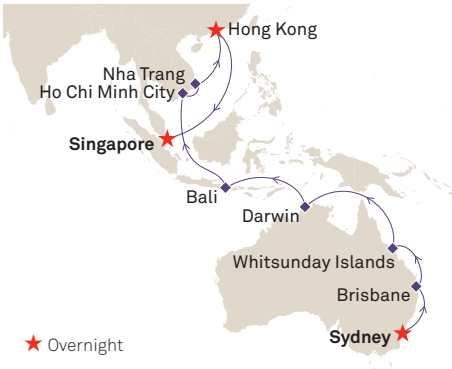 Hong Kong
Nha Trang
Ho Chi Minh City
Singapore
Bali
Darwin
Whitsunday Islands
Brisbane
Sydney
Overnight